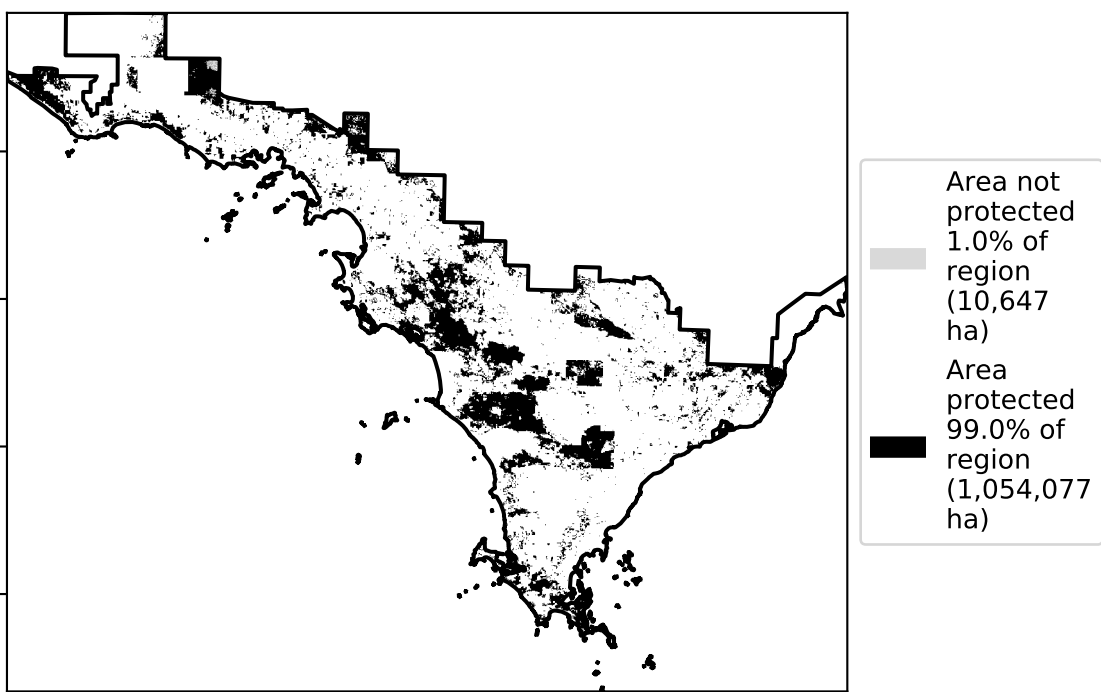 Area not
protected
1.0% of
region
(10,647
ha)
Area
protected
99.0% of
region
(1,054,077
ha)